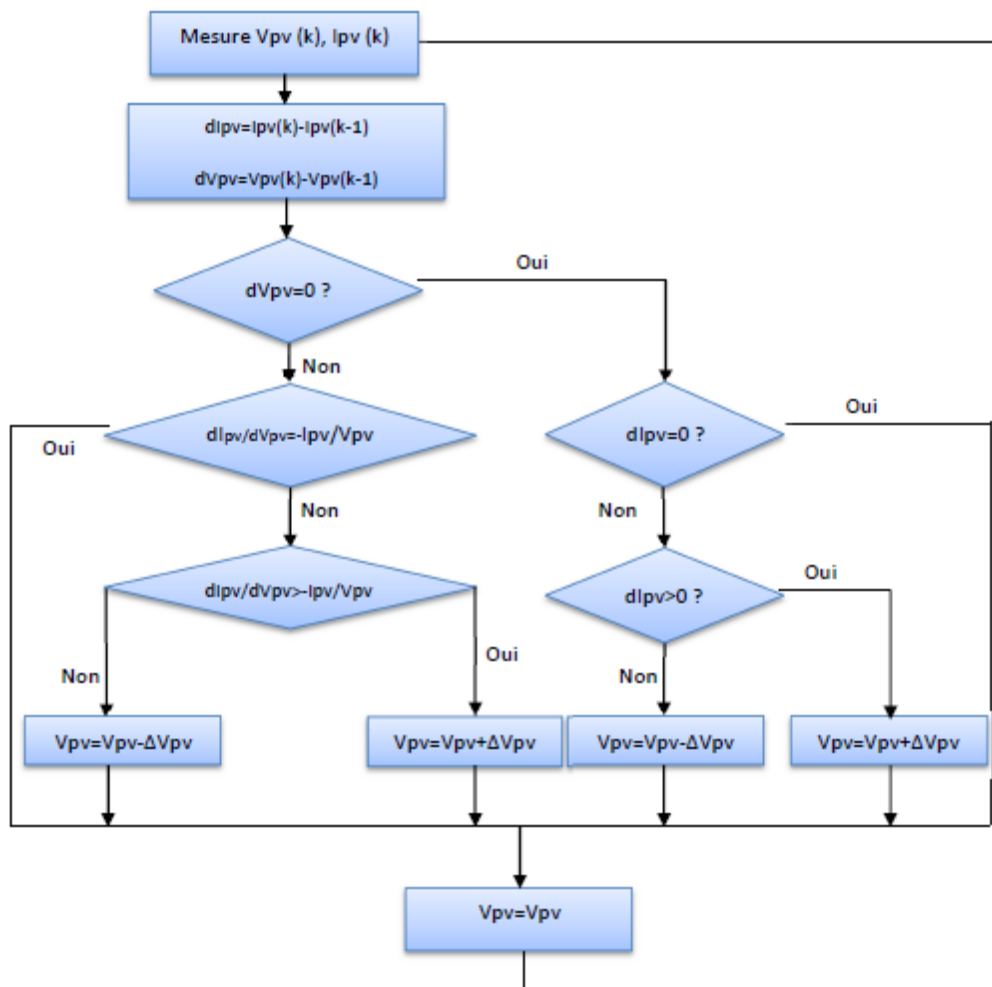 Mesure Vpv (k), Ipv (k)
dIpv=Ipv(k)-Ipv(k-1)
dVpv=Vpv(k)-Vpv(k-1)
Oui
dVpv=0 ?
Non
Oui
Oui
dIpv/dVpv=-Ipv/Vpv
dIpv=0 ?
Non
Non
dIpv/dVpv>-Ipv/Vpv
dIpv>0 ?
Oui
Oui
Non
Non
Vpv=Vpv-ΔVpv
Vpv=Vpv+ΔVpv
Vpv=Vpv-ΔVpv
Vpv=Vpv+ΔVpv
Vpv=Vpv